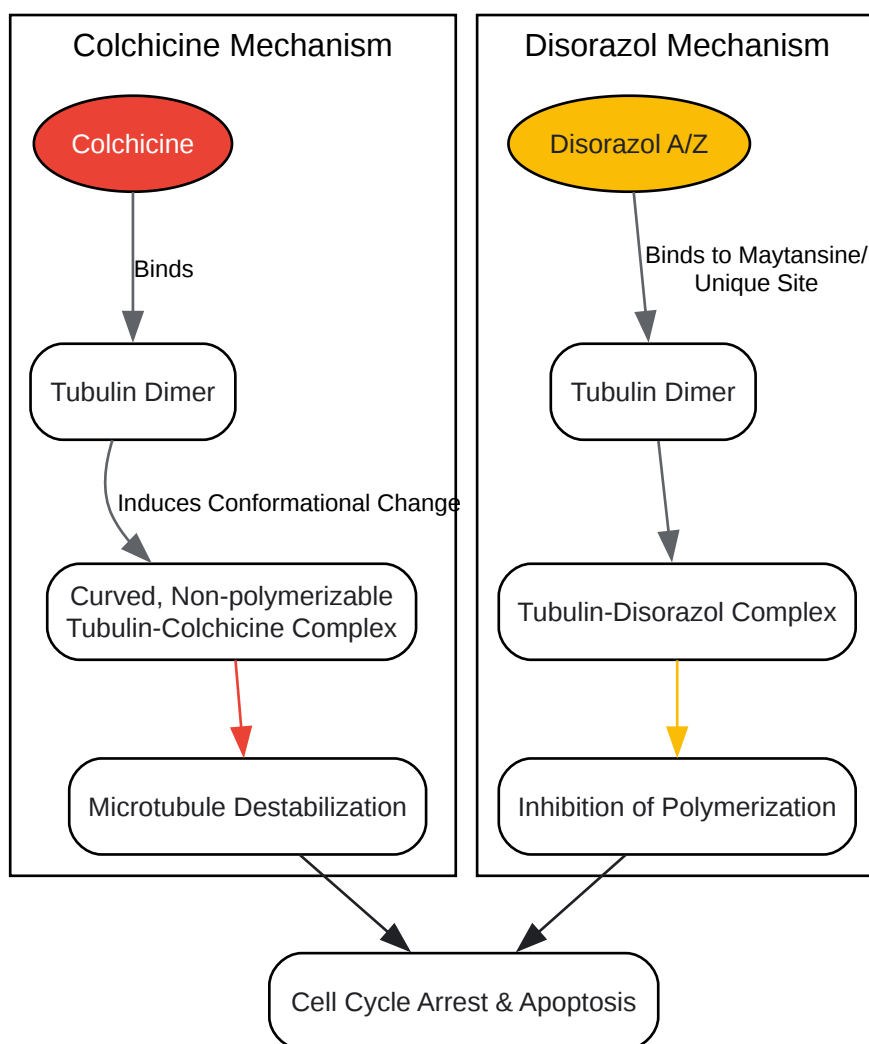 Colchicine Mechanism
Colchicine
Binds
Tubulin Dimer
Induces Conformational Change
Curved, Non-polymerizable
Tubulin-Colchicine Complex
Microtubule Destabilization
Disorazol Mechanism
Disorazol A/Z
Binds to Maytansine/
Unique Site
Tubulin Dimer
Tubulin-Disorazol Complex
Inhibition of Polymerization
Cell Cycle Arrest & Apoptosis